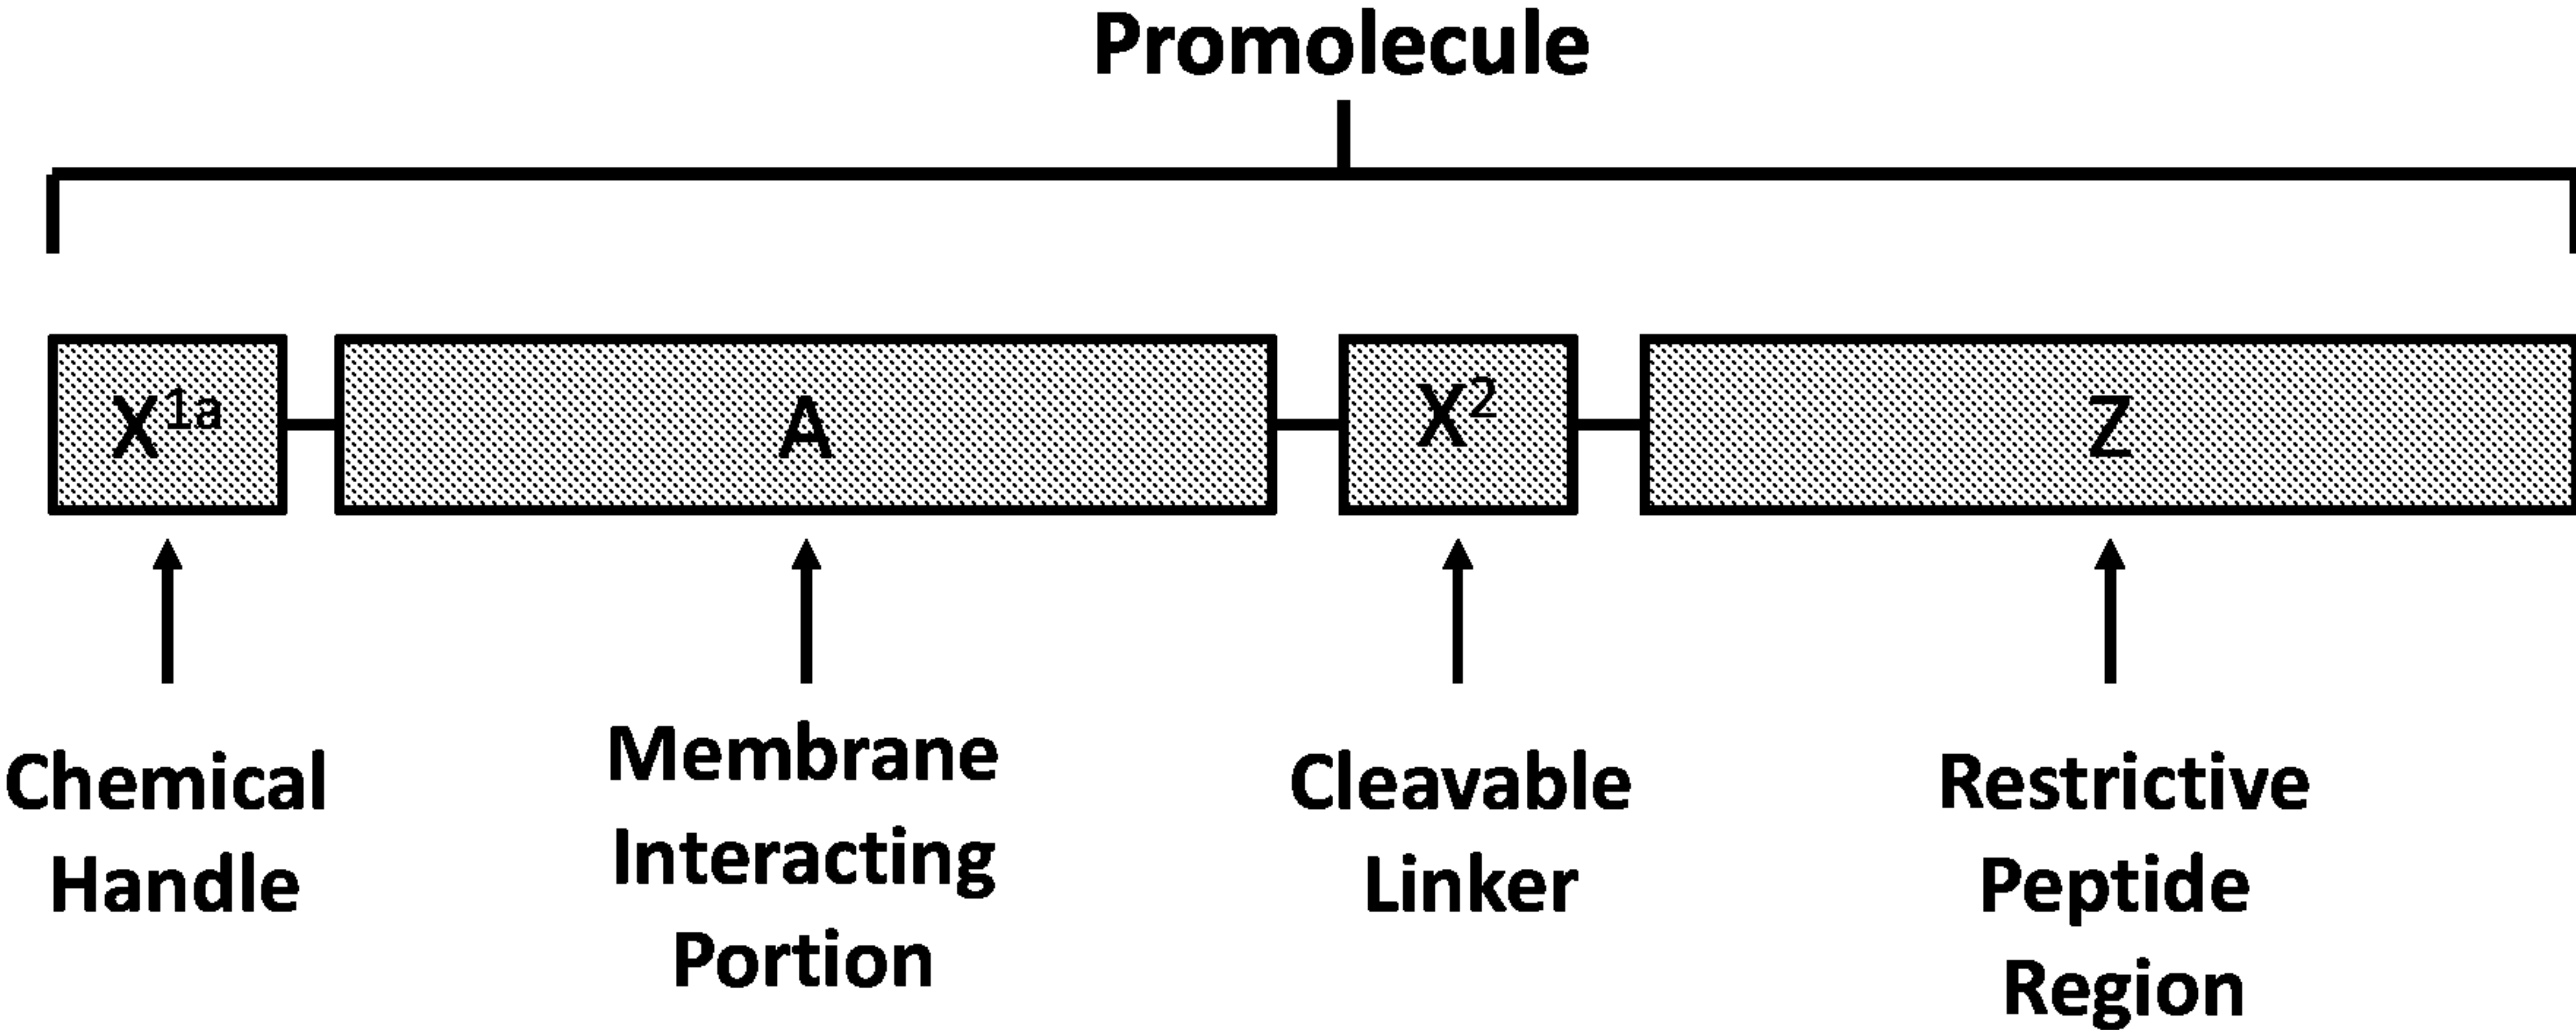 Promolecule
X1a
A
X2
Z
Chemical
Handle
Membrane
Interacting
Portion
Cleavable
Linker
Restrictive
Peptide
Region